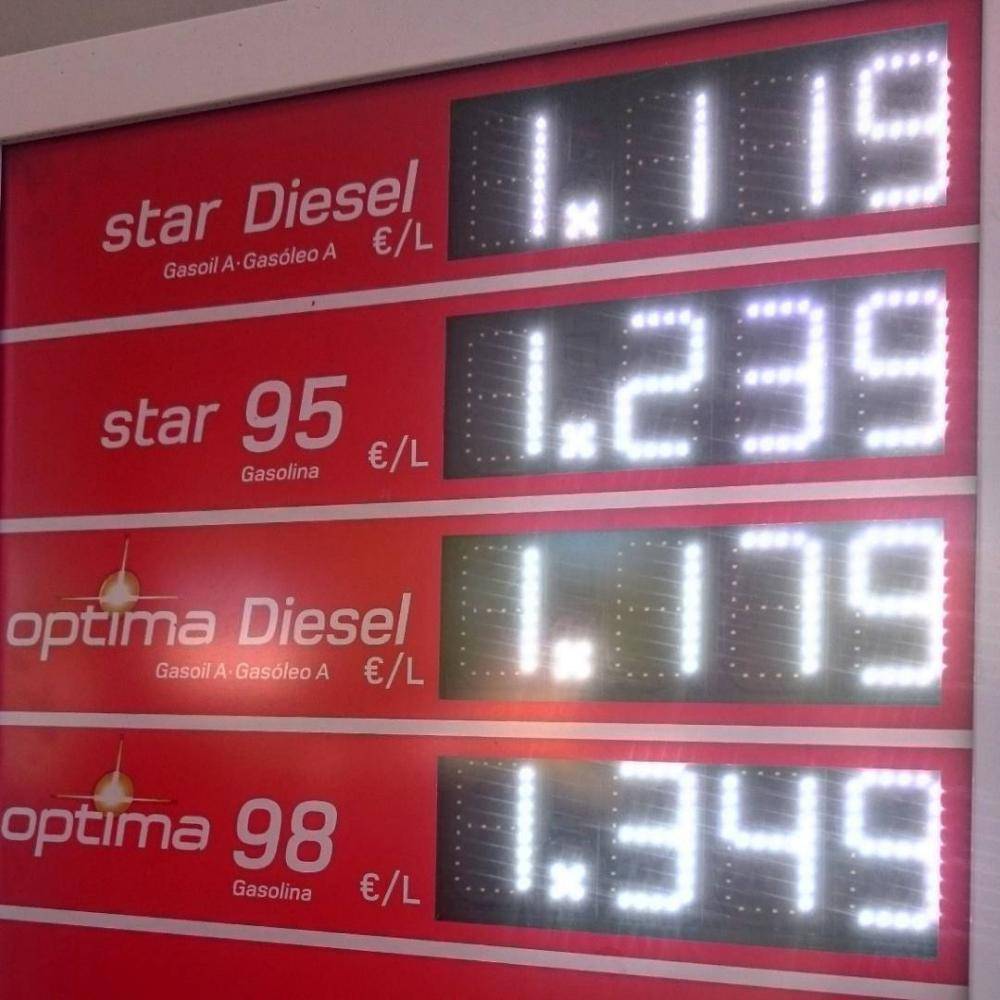 star Diesel 1.119
Gasoil A·Gasóleo A €/L
star 95 1.239
Gasolina €/L
optima Diesel 1.179
Gasoil A·Gasóleo A €/L
optima 98 1.349
Gasolina €/L